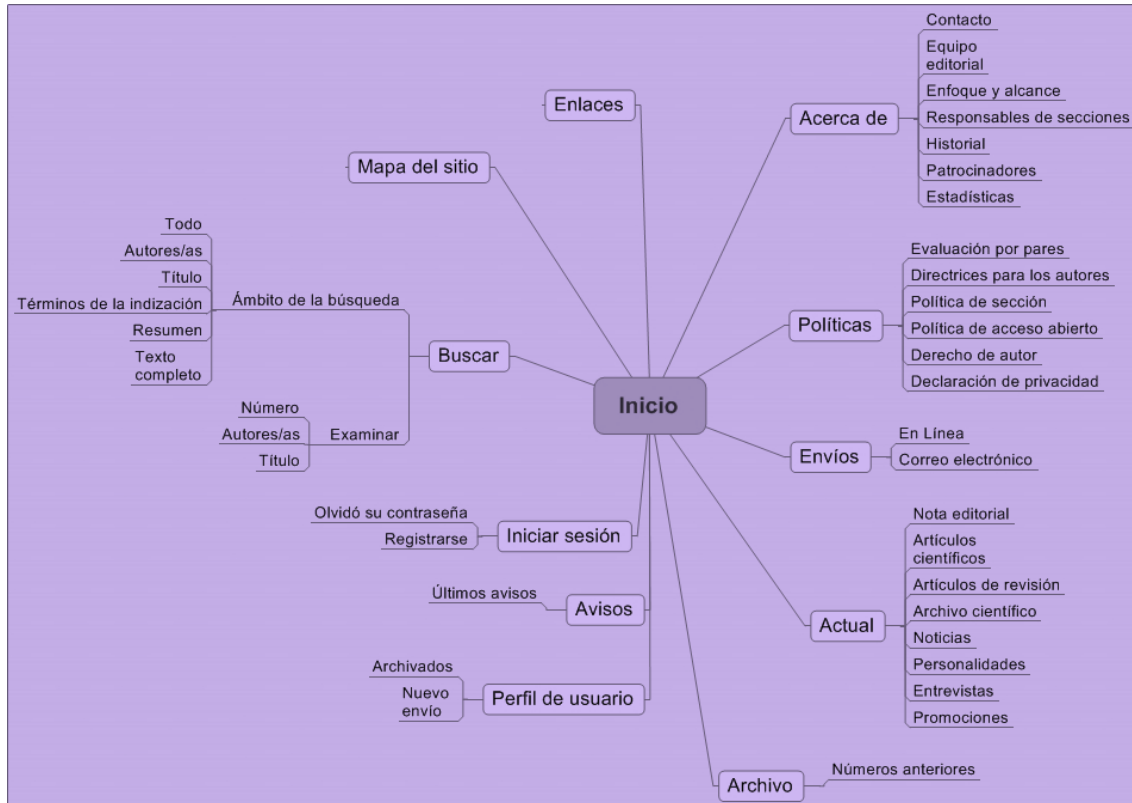 Inicio
Enlaces
Mapa del sitio
Buscar
Ámbito de la búsqueda
Todo
Autores/as
Título
Términos de la indización
Resumen
Texto
completo
Examinar
Número
Autores/as
Título
Iniciar sesión
Olvidó su contraseña
Registrarse
Avisos
Últimos avisos
Perfil de usuario
Archivados
Nuevo
envío
Acerca de
Contacto
Equipo
editorial
Enfoque y alcance
Responsables de secciones
Historial
Patrocinadores
Estadísticas
Políticas
Evaluación por pares
Directrices para los autores
Política de sección
Política de acceso abierto
Derecho de autor
Declaración de privacidad
Envíos
En Línea
Correo electrónico
Actual
Nota editorial
Artículos
científicos
Artículos de revisión
Archivo científico
Noticias
Personalidades
Entrevistas
Promociones
Archivo
Números anteriores